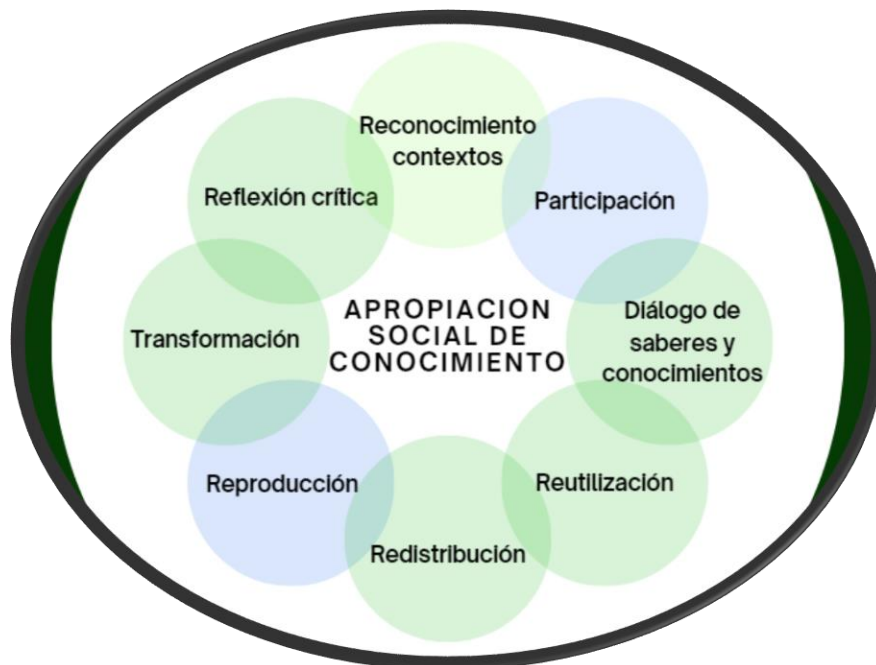 Reconocimiento
contextos
Participación
Diálogo de
saberes y
conocimientos
Reutilización
Redistribución
Reproducción
Transformación
Reflexión crítica
APROPIACION
SOCIAL DE
CONOCIMIENTO